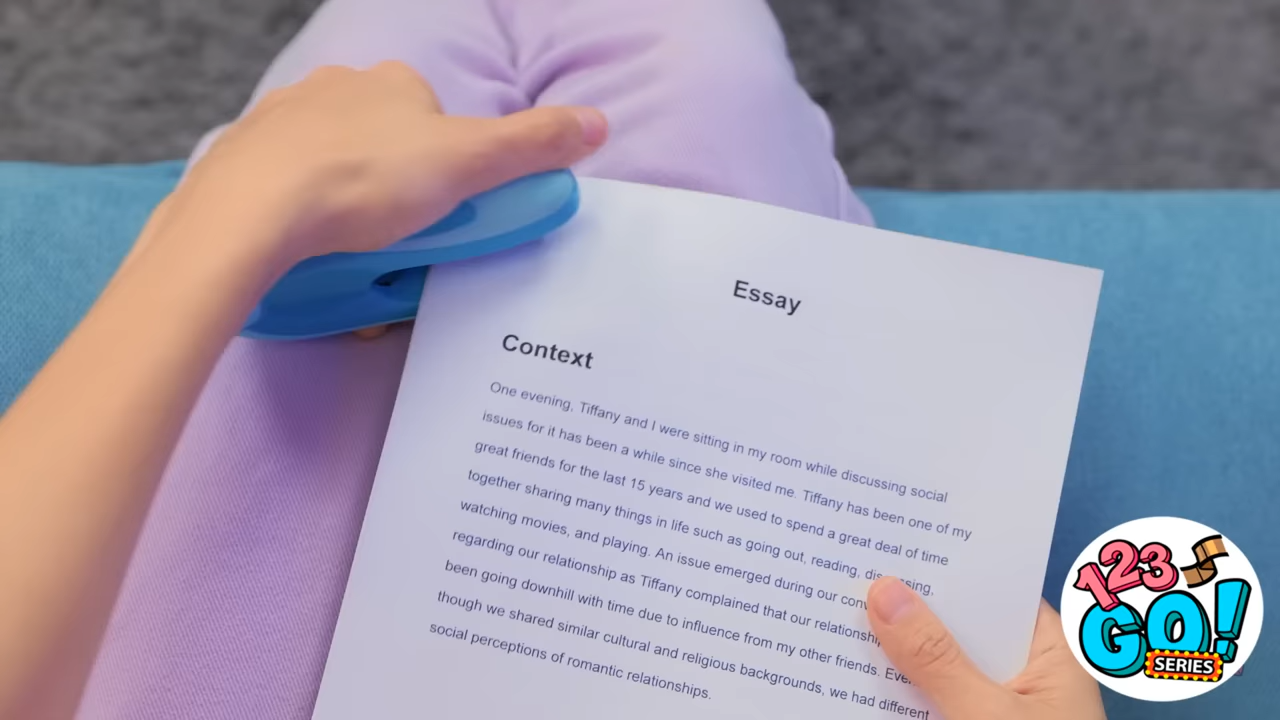 Essay
Context
One evening, Tiffany and I were sitting in my room while discussing social
issues for it has been a while since she visited me. Tiffany has been one of my
great friends for the last 15 years and we used to spend a great deal of time
together sharing many things in life such as going out, reading,
watching movies, and playing. An issue emerged during our
regarding our relationship as Tiffany complained that our
been going downhill with time due to influence from my other friends.
though we shared similar cultural and religious backgrounds, we had different
social perceptions of romantic relationships.
123
GO!
SERIES